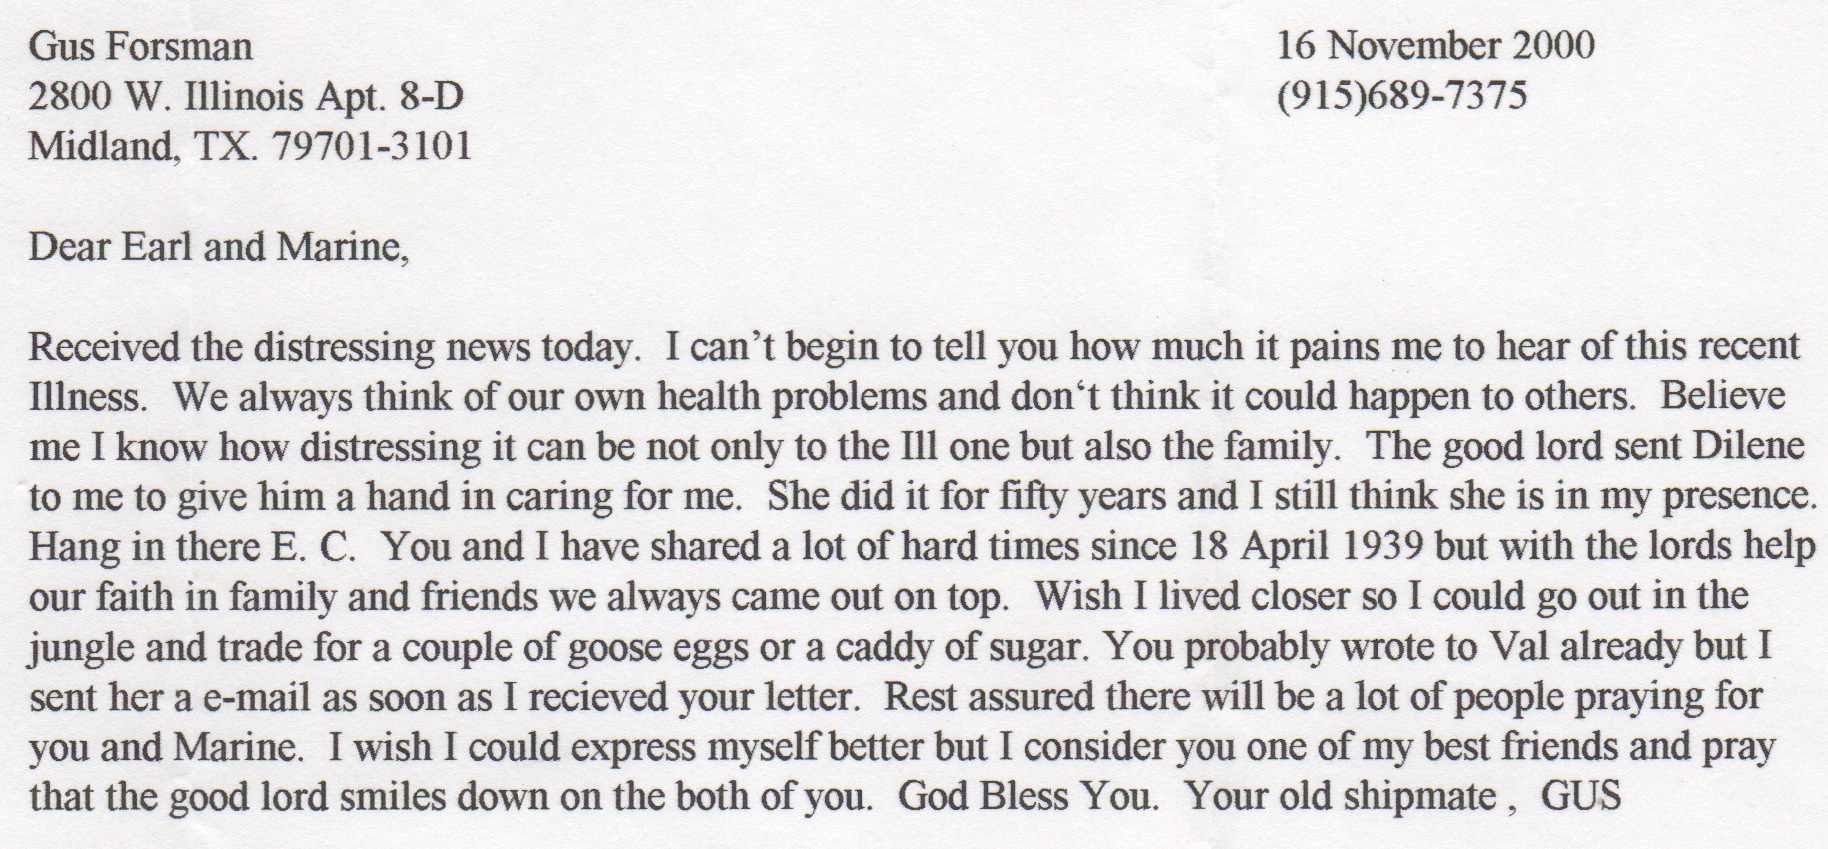 Gus Forsman 16 November 2000
2800 W. Illinois Apt. 8-D (915)689-7375
Midland, TX. 79701-3101
Dear Earl and Marine,
Received the distressing news today.  I can’t begin to tell you how much it pains me to hear of this recent
Illness.  We always think of our own health problems and don‘t think it could happen to others.  Believe
me I know how distressing it can be not only to the Ill one but also the family.  The good lord sent Dilene
to me to give him a hand in caring for me.  She did it for fifty years and I still think she is in my presence.
Hang in there E. C.  You and I have shared a lot of hard times since 18 April 1939 but with the lords help
our faith in family and friends we always came out on top.  Wish I lived closer so I could go out in the
jungle and trade for a couple of goose eggs or a caddy of sugar. You probably wrote to Val already but I
sent her a e-mail as soon as I recieved your letter.  Rest assured there will be a lot of people praying for
you and Marine.  I wish I could express myself better but I consider you one of my best friends and pray
that the good lord smiles down on the both of you.  God Bless You.  Your old shipmate ,  GUS